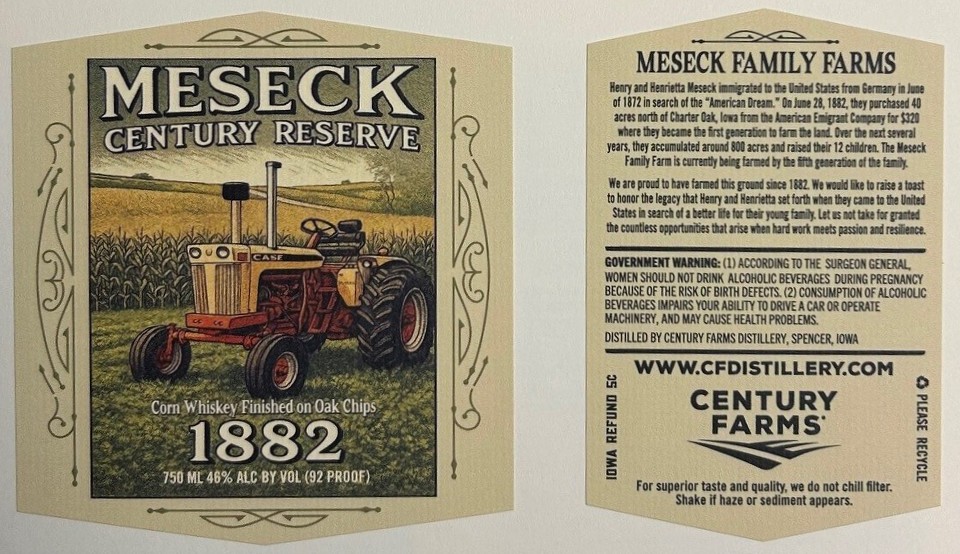 MESECK
CENTURY RESERVE
CASE
Corn Whiskey Finished on Oak Chips
1882
750 ML 46% ALC BY VOL (92 PROOF)
MESECK FAMILY FARMS
Henry and Henrietta Meseck immigrated to the United States from Germany in June
of 1872 in search of the "American Dream." On June 28, 1882, they purchased 40
acres north of Charter Oak, Iowa from the American Emigrant Company for $320
where they became the first generation to farm the land. Over the next several
years, they accumulated around 800 acres and raised their 12 children. The Meseck
Family Farm is currently being farmed by the fifth generation of the family.
We are proud to have farmed this ground since 1882. We would like to raise a toast
to honor the legacy that Henry and Henrietta set forth when they came to the United
States in search of a better life for their young family. Let us not take for granted
the countless opportunities that arise when hard work meets passion and resilience.
GOVERNMENT WARNING: (1) ACCORDING TO THE SURGEON GENERAL,
WOMEN SHOULD NOT DRINK ALCOHOLIC BEVERAGES DURING PREGNANCY
BECAUSE OF THE RISK OF BIRTH DEFECTS. (2) CONSUMPTION OF ALCOHOLIC
BEVERAGES IMPAIRS YOUR ABILITY TO DRIVE A CAR OR OPERATE
MACHINERY, AND MAY CAUSE HEALTH PROBLEMS.
DISTILLED BY CENTURY FARMS DISTILLERY, SPENCER, IOWA
WWW.CFDISTILLERY.COM
IOWA REFUND 5C
CENTURY
FARMS
PLEASE RECYCLE
For superior taste and quality, we do not chill filter.
Shake if haze or sediment appears.